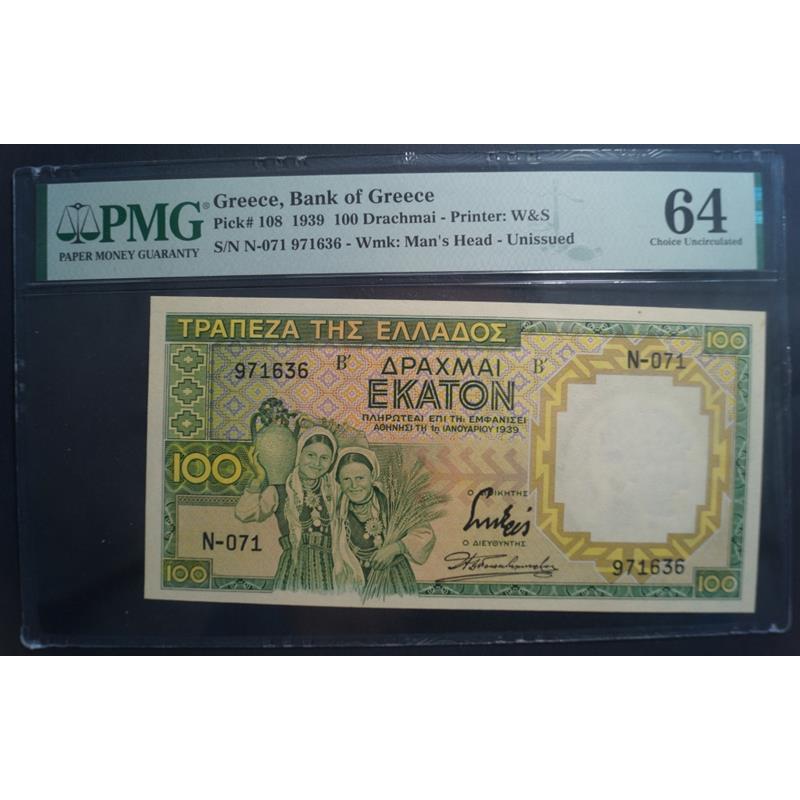 PMG®
PAPER MONEY GUARANTY
Greece, Bank of Greece
Pick# 108 1939 100 Drachmai - Printer: W&S
S/N N-071 971636 - Wmk: Man's Head - Unissued
64
Choice Uncirculated
ΤΡΑΠΕΖΑ ΤΗΣ ΕΛΛΑΔΟΣ
100
971636 Β′ ΔΡΑΧΜΑΙ Β′ N-071
ΕΚΑΤΟΝ
ΠΛΗΡΩΤΕΑΙ ΕΠΙ ΤΗι ΕΜΦΑΝΙΣΕΙ
ΑΘΗΝΗΣΙ ΤΗ 1η ΙΑΝΟΥΑΡΙΟΥ 1939
100
Ο ΔΙΟΙΚΗΤΗΣ
N-071
Ο ΔΙΕΥΘΥΝΤΗΣ
971636
100
100